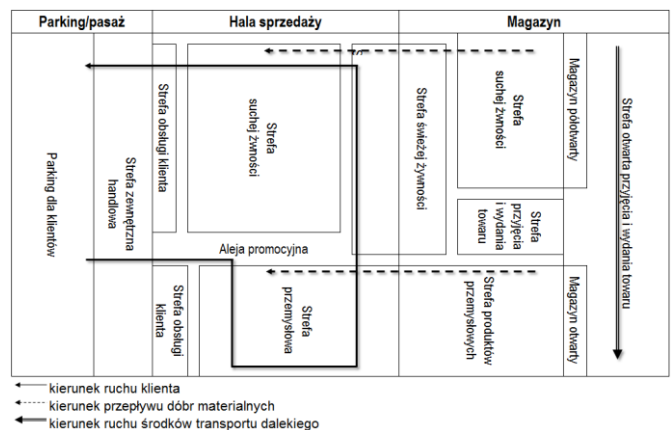 Parking/pasaż
Hala sprzedaży
Magazyn
Parking dla klientów
Strefa zewnętrzna
handlowa
Strefa obsługi klienta
Strefa
suchej żwności
Strefa świeżej żywności
Strefa
suchej żwności
Magazyn półotwarty
Strefa otwarta przyjęcia i wydania towaru
Strefa
przyjęcia
i wydania
towaru
Aleja promocyjna
Strefa obsługi
klienta
Strefa
przemysłowa
Strefa produktów
przemysłowych
Magazyn otwarty
kierunek ruchu klienta
kierunek przepływu dóbr materialnych
kierunek ruchu środków transportu dalekiego